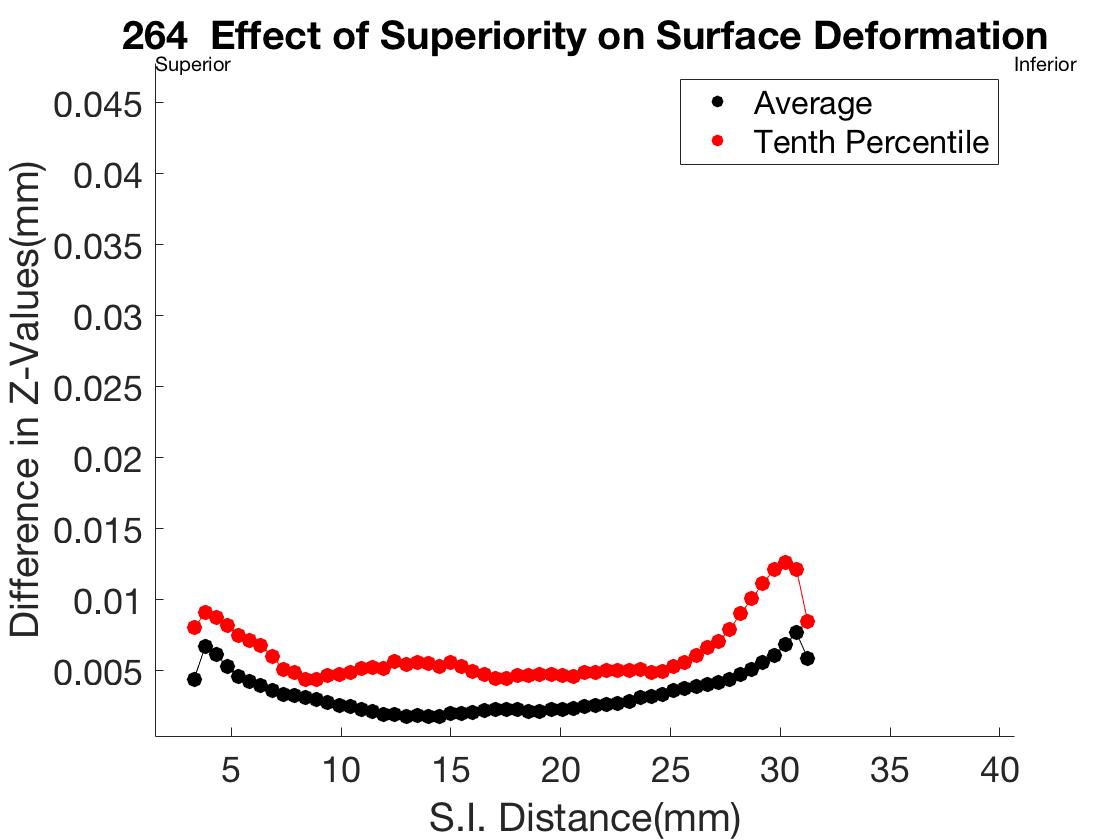 264  Effect of Superiority on Surface Deformation
Superior
Inferior
Average
Tenth Percentile
0.045
0.04
0.035
0.03
0.025
0.02
0.015
0.01
0.005
Difference in Z-Values(mm)
5 10 15 20 25 30 35 40
S.I. Distance(mm)